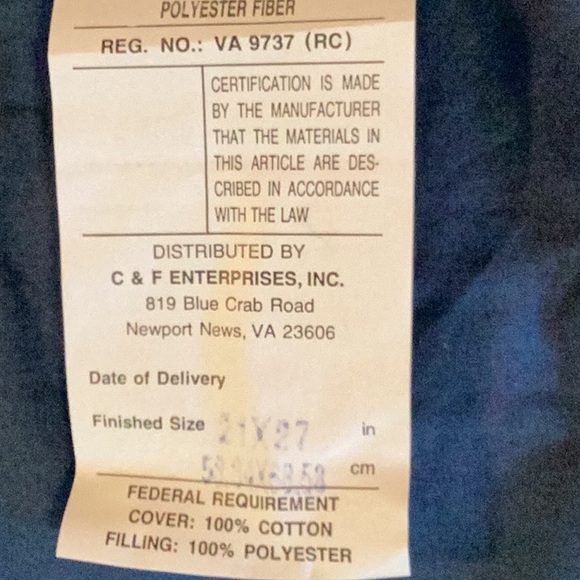 POLYESTER FIBER
REG. NO.: VA 9737 (RC)
CERTIFICATION IS MADE
BY THE MANUFACTURER
THAT THE MATERIALS IN
THIS ARTICLE ARE DES-
CRIBED IN ACCORDANCE
WITH THE LAW
DISTRIBUTED BY
C & F ENTERPRISES, INC.
819 Blue Crab Road
Newport News, VA 23606
Date of Delivery
Finished Size 21X27 in
cm
FEDERAL REQUIREMENT
COVER: 100% COTTON
FILLING: 100% POLYESTER